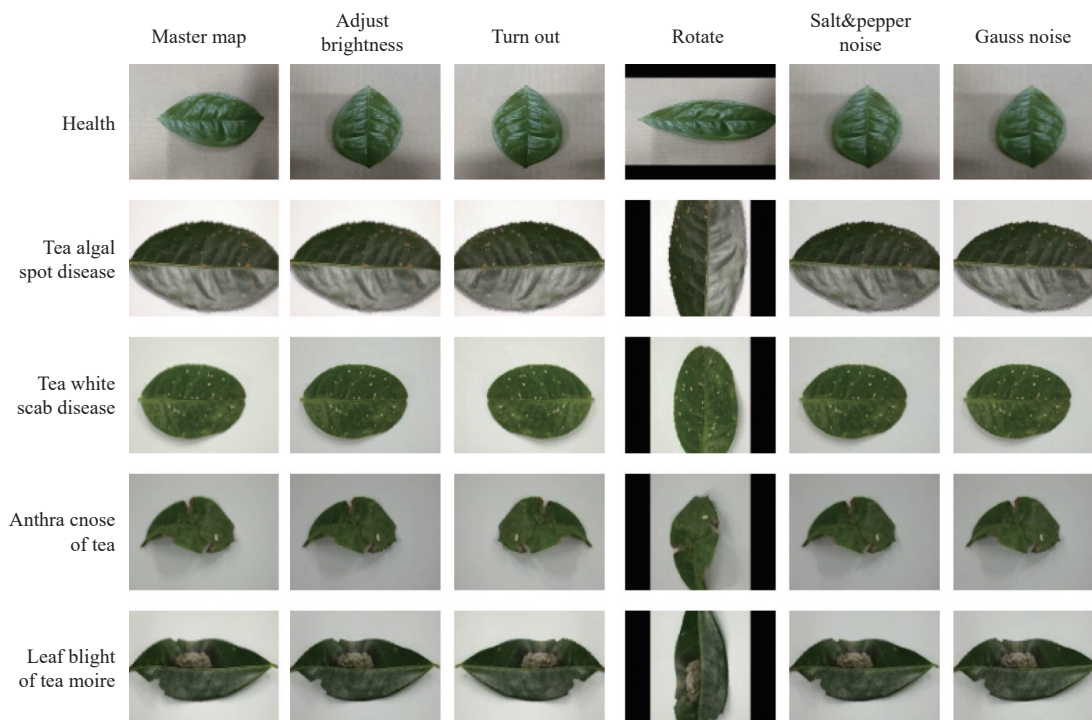 Master map
Adjust
brightness
Turn out
Rotate
Salt&pepper
noise
Gauss noise
Health
Tea algal
spot disease
Tea white
scab disease
Anthra cnose
of tea
Leaf blight
of tea moire